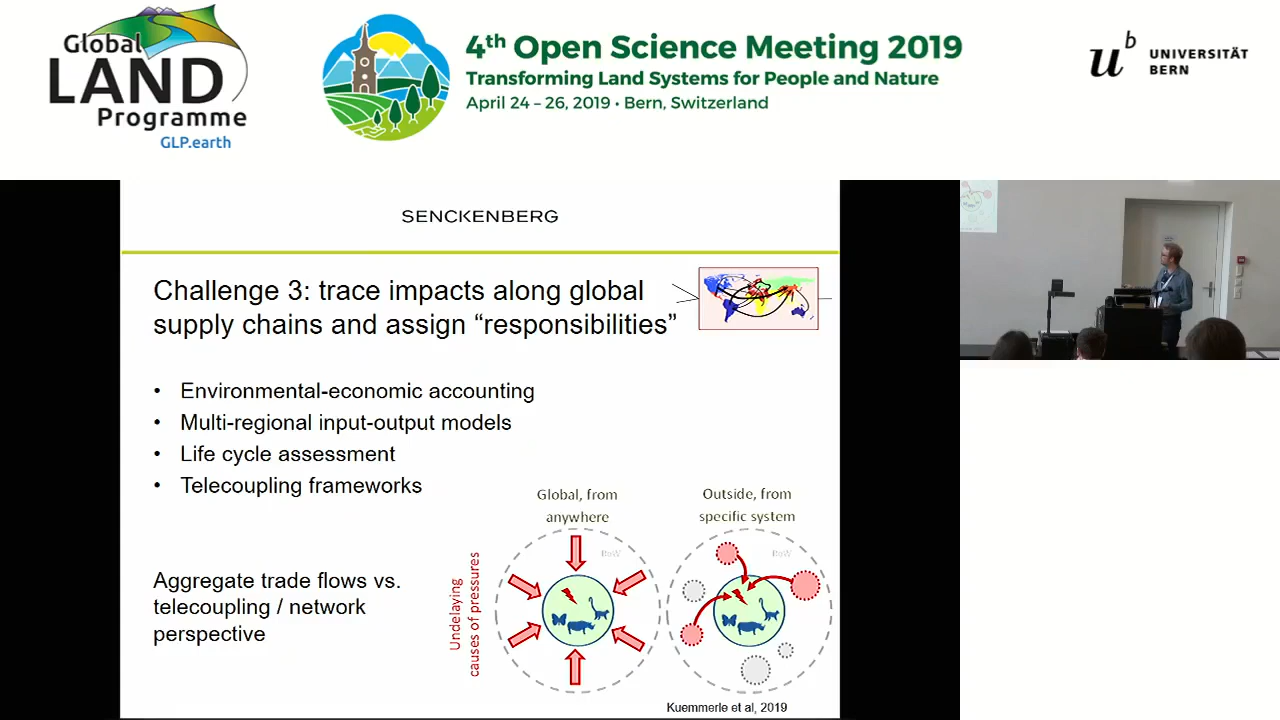 Global
LAND
Programme
GLP.earth
4th Open Science Meeting 2019
Transforming Land Systems for People and Nature
April 24 – 26, 2019 • Bern, Switzerland
u b UNIVERSITÄT
BERN
SENCKENBERG
Challenge 3: trace impacts along global
supply chains and assign “responsibilities”
• Environmental-economic accounting
• Multi-regional input-output models
• Life cycle assessment
• Telecoupling frameworks
Global, from
anywhere
Outside, from
specific system
RoW
RoW
Undelaying
causes of pressures
Aggregate trade flows vs.
telecoupling / network
perspective
Kuemmerle et al, 2019